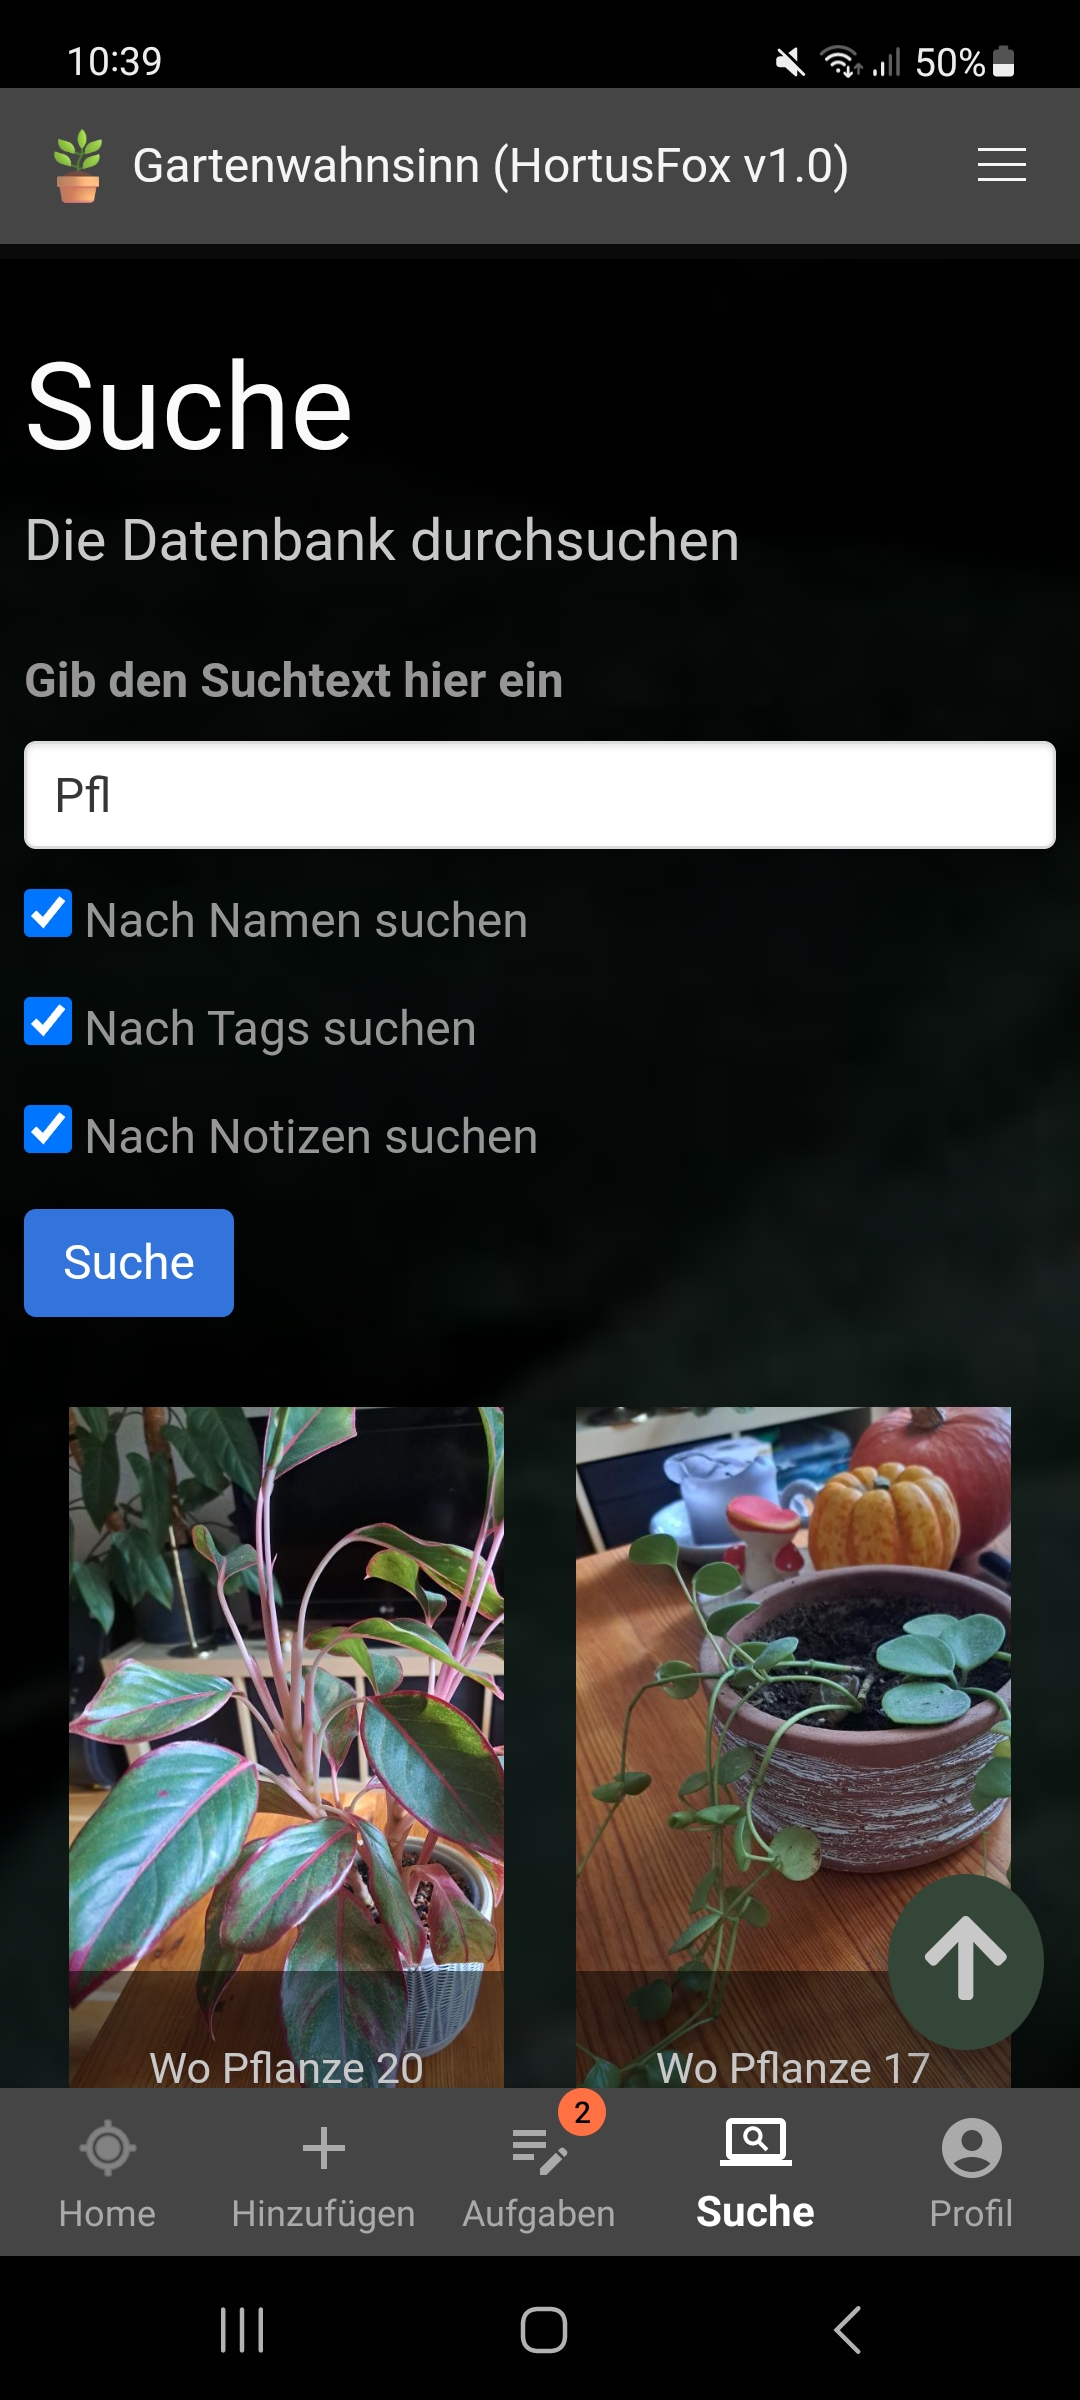 10:39
50%
Gartenwahnsinn (HortusFox v1.0)
Suche
Die Datenbank durchsuchen
Gib den Suchtext hier ein
Pfl
Nach Namen suchen
Nach Tags suchen
Nach Notizen suchen
Suche
Wo Pflanze 20
Wo Pflanze 17
2
Home
Hinzufügen
Aufgaben
Suche
Profil